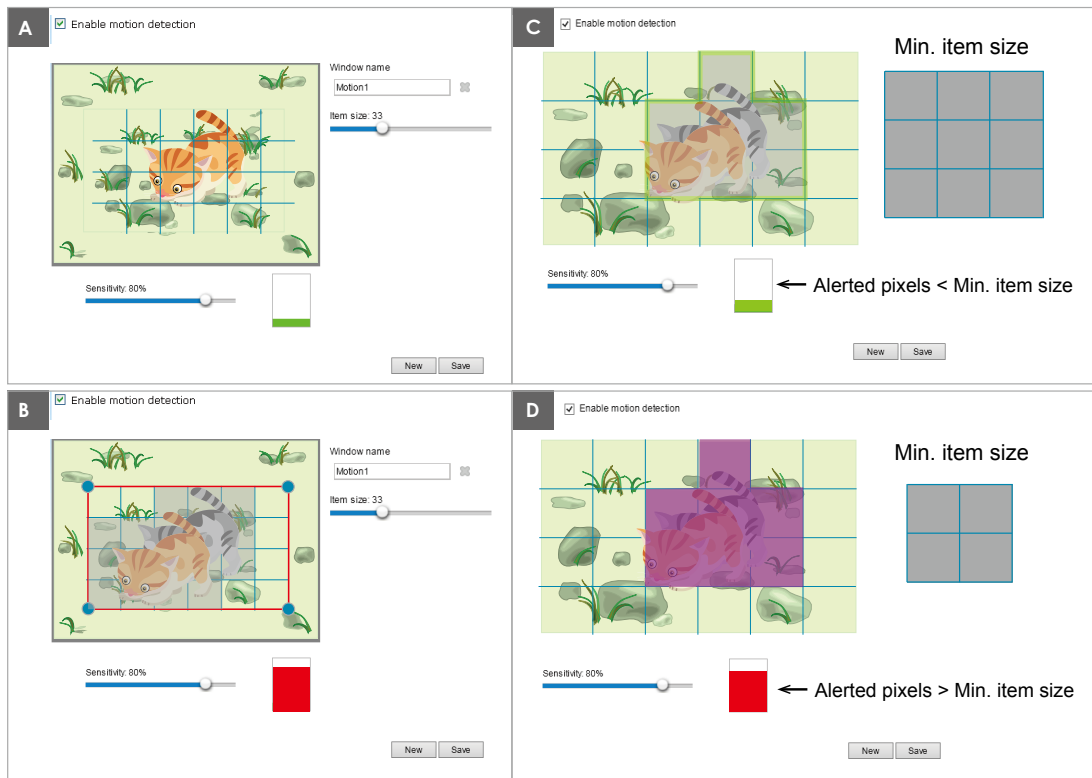 A
Enable motion detection
Window name
Motion1
Item size: 33
Sensitivity: 80%
New
Save
B
Enable motion detection
Window name
Motion1
Item size: 33
Sensitivity: 80%
New
Save
C
Enable motion detection
Min. item size
Sensitivity: 80%
Alerted pixels < Min. item size
New
Save
D
Enable motion detection
Min. item size
Sensitivity: 80%
Alerted pixels > Min. item size
New
Save